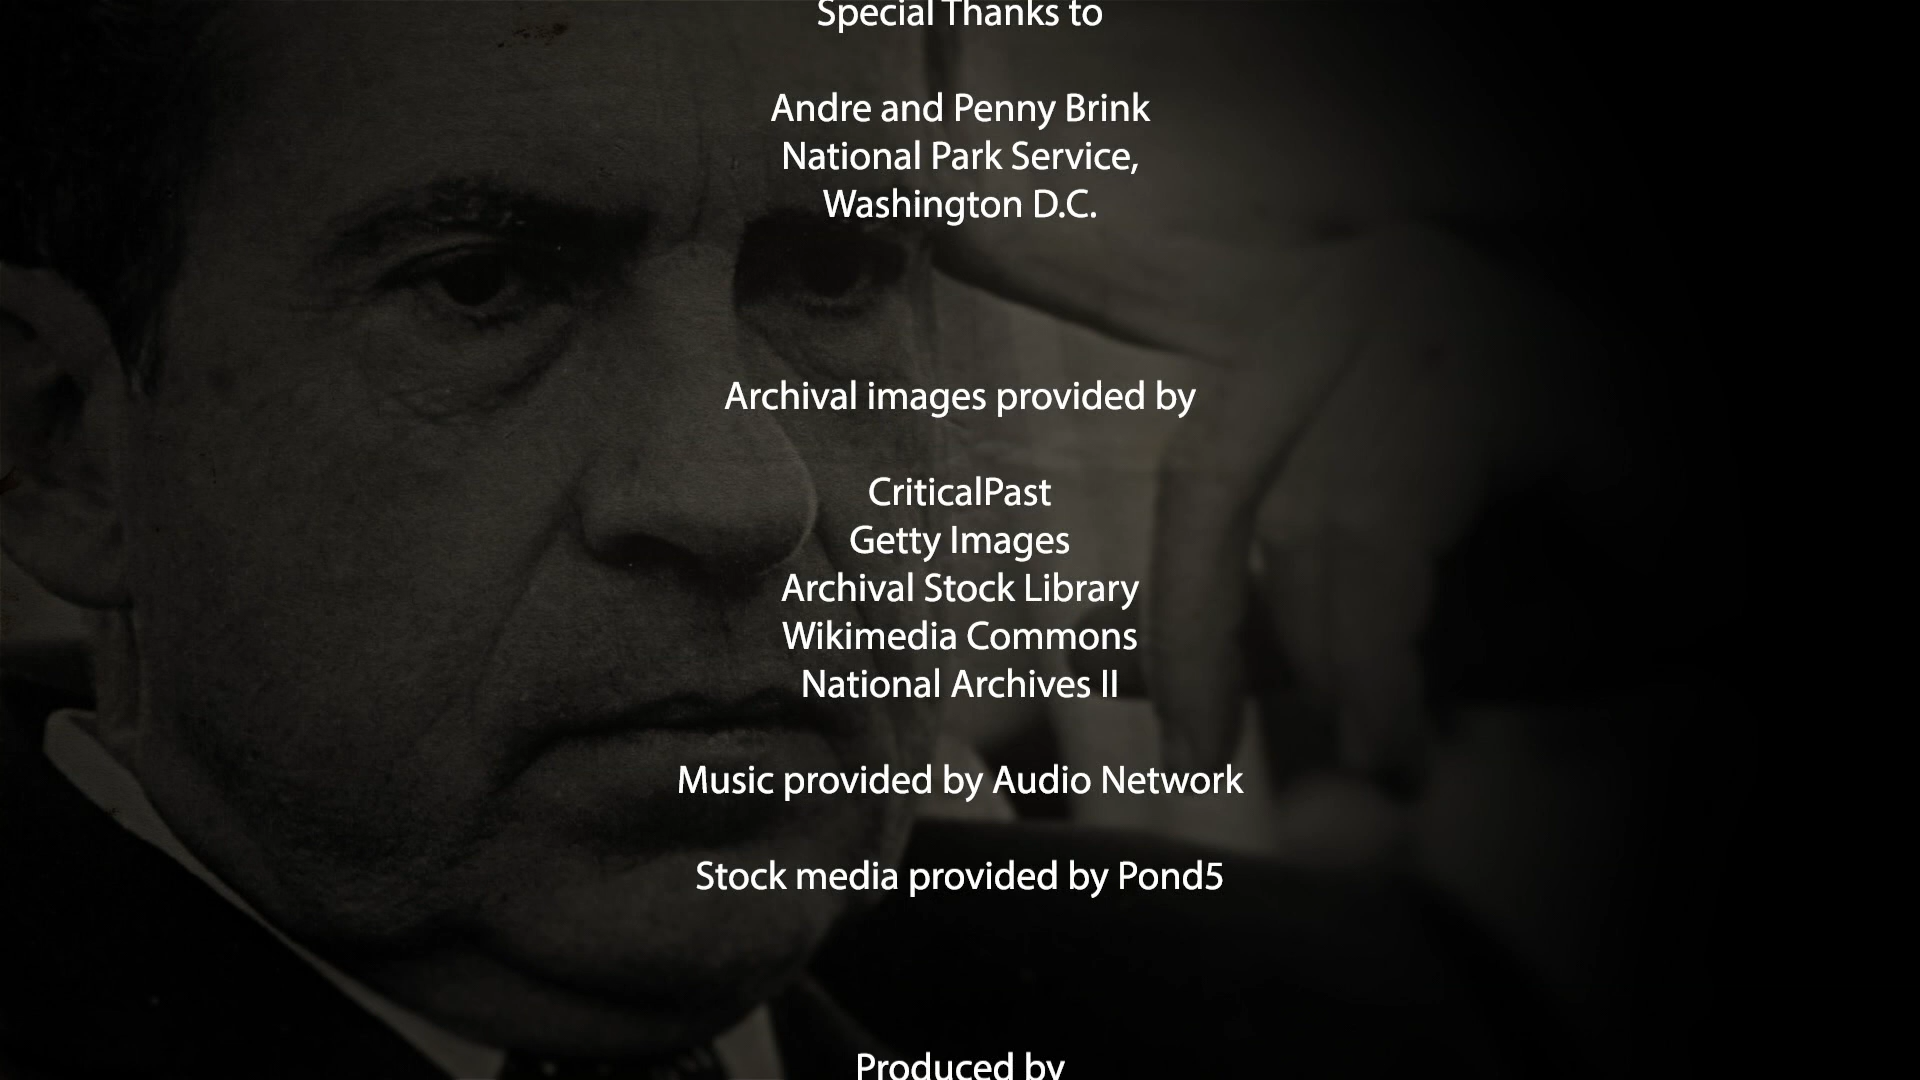 Special Thanks to
Andre and Penny Brink
National Park Service,
Washington D.C.
Archival images provided by
CriticalPast
Getty Images
Archival Stock Library
Wikimedia Commons
National Archives II
Music provided by Audio Network
Stock media provided by Pond5
Produced by